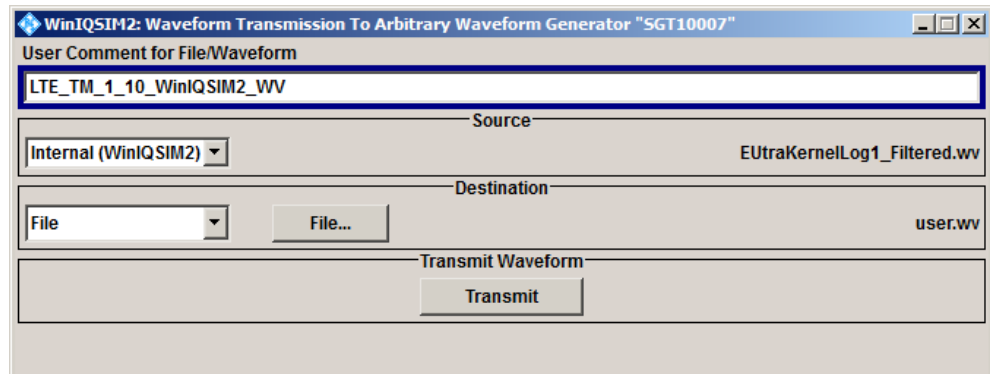 WinIQSIM2: Waveform Transmission To Arbitrary Waveform Generator "SGT10007"
User Comment for File/Waveform
LTE_TM_1_10_WinIQSIM2_WV
Source
Internal (WinIQSIM2) EUtraKernelLog1_Filtered.wv
Destination
File File... user.wv
Transmit Waveform
Transmit